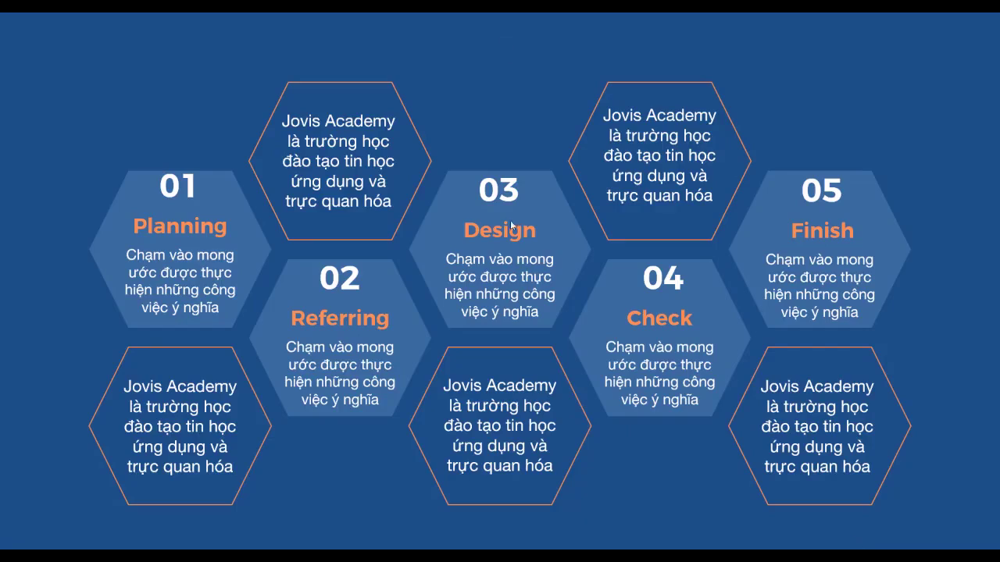 01
Planning
Chạm vào mong
ước được thực
hiện những công
việc ý nghĩa
Jovis Academy
là trường học
đào tạo tin học
ứng dụng và
trực quan hóa
Jovis Academy
là trường học
đào tạo tin học
ứng dụng và
trực quan hóa
02
Referring
Chạm vào mong
ước được thực
hiện những công
việc ý nghĩa
03
Design
Chạm vào mong
ước được thực
hiện những công
việc ý nghĩa
Jovis Academy
là trường học
đào tạo tin học
ứng dụng và
trực quan hóa
Jovis Academy
là trường học
đào tạo tin học
ứng dụng và
trực quan hóa
04
Check
Chạm vào mong
ước được thực
hiện những công
việc ý nghĩa
05
Finish
Chạm vào mong
ước được thực
hiện những công
việc ý nghĩa
Jovis Academy
là trường học
đào tạo tin học
ứng dụng và
trực quan hóa